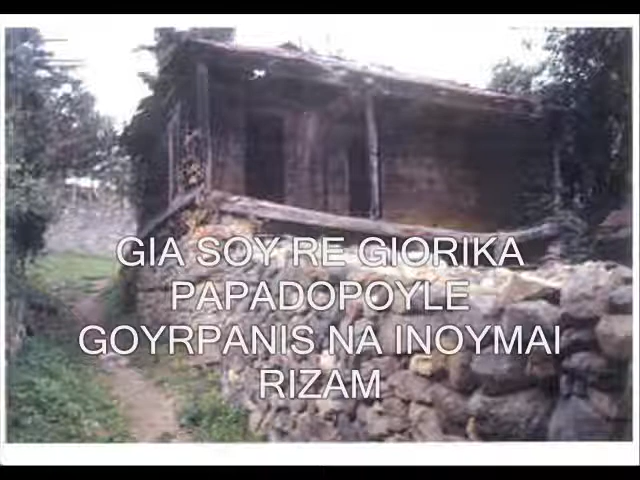 GIA SOY RE GIORIKA
PAPADOPOYLE
GOYRPANIS NA INOYMAI
RIZAM